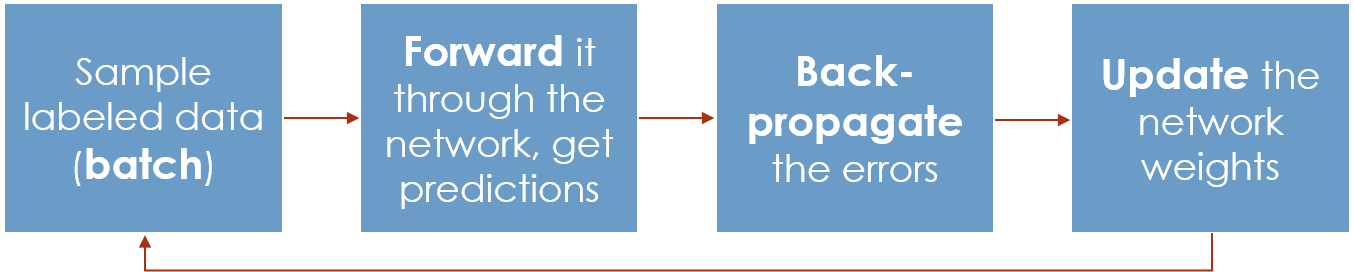 Sample
labeled data
(batch)
Forward it
through the
network, get
predictions
Back-
propagate
the errors
Update the
network
weights